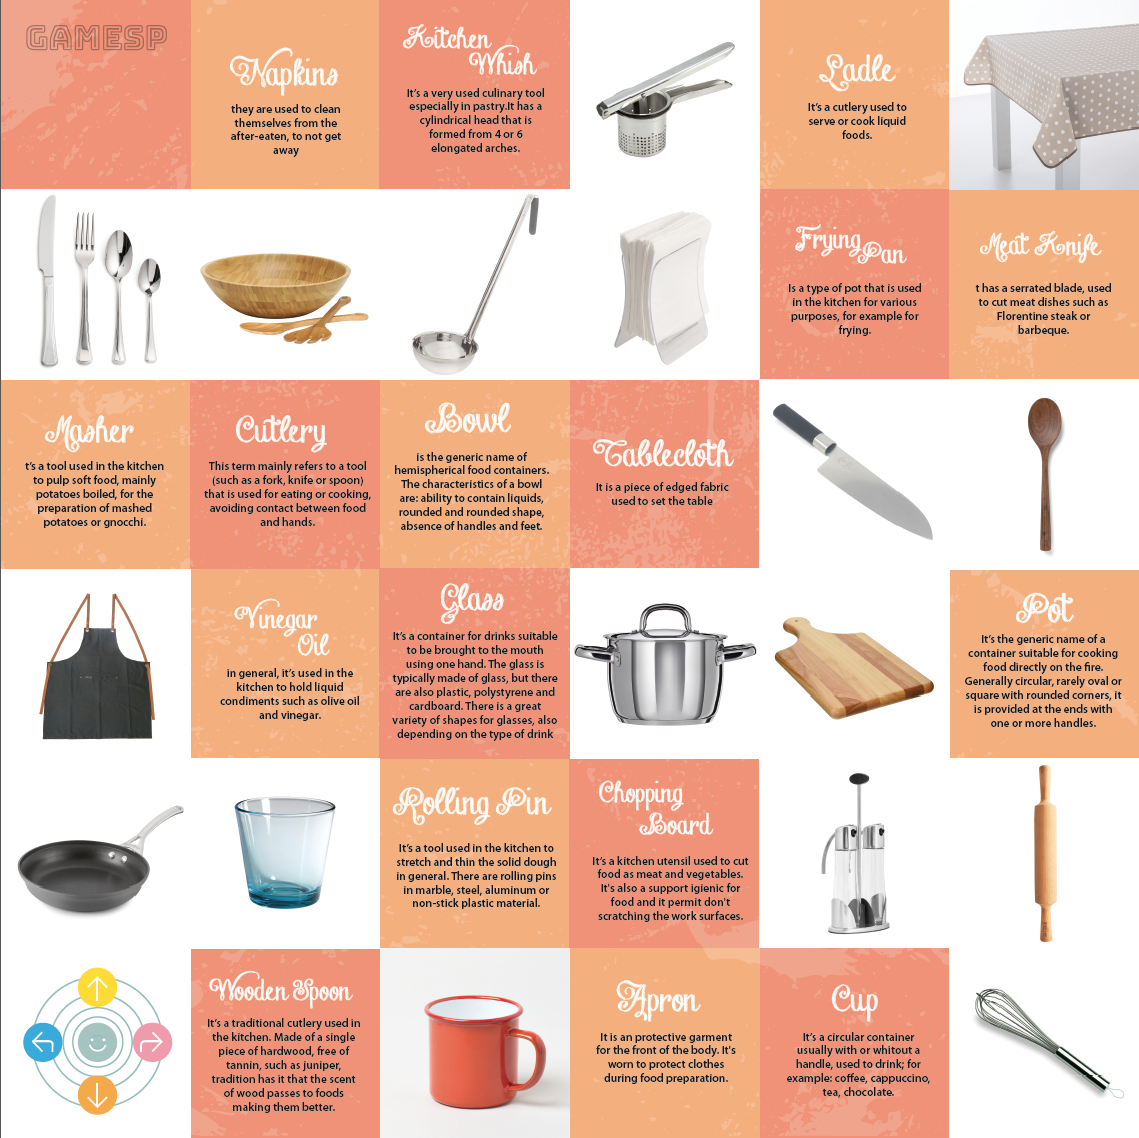 GAMESP
Napkins
they are used to clean
themselves from the
after-eaten, to not get
away
Kitchen
Whish
It's a very used culinary tool
especially in pastry.It has a
cylindrical head that is
formed from 4 or 6
elongated arches.
Ladle
It's a cutlery used to
serve or cook liquid
foods.
Frying
Pan
Is a type of pot that is used
in the kitchen for various
purposes, for example for
frying.
Meat Knife
t has a serrated blade, used
to cut meat dishes such as
Florentine steak or
barbeque.
Masher
t's a tool used in the kitchen
to pulp soft food, mainly
potatoes boiled, for the
preparation of mashed
potatoes or gnocchi.
Cutlery
This term mainly refers to a tool
(such as a fork, knife or spoon)
that is used for eating or cooking,
avoiding contact between food
and hands.
Bowl
is the generic name of
hemispherical food containers.
The characteristics of a bowl
are: ability to contain liquids,
rounded and rounded shape,
absence of handles and feet.
Tablecloth
It is a piece of edged fabric
used to set the table
Vinegar
Oil
in general, it's used in the
kitchen to hold liquid
condiments such as olive oil
and vinegar.
Glass
It's a container for drinks suitable
to be brought to the mouth
using one hand. The glass is
typically made of glass, but there
are also plastic, polystyrene and
cardboard. There is a great
variety of shapes for glasses, also
depending on the type of drink
Pot
It's the generic name of a
container suitable for cooking
food directly on the fire.
Generally circular, rarely oval or
square with rounded corners, it
is provided at the ends with
one or more handles.
Rolling Pin
It's a tool used in the kitchen to
stretch and thin the solid dough
in general. There are rolling pins
in marble, steel, aluminum or
non-stick plastic material.
Chopping
Board
It's a kitchen utensil used to cut
food as meat and vegetables.
It's also a support igienic for
food and it permit don't
scratching the work surfaces.
Wooden Spoon
It's a traditional cutlery used in
the kitchen. Made of a single
piece of hardwood, free of
tannin, such as juniper,
tradition has it that the scent
of wood passes to foods
making them better.
Apron
It is an protective garment
for the front of the body. It's
worn to protect clothes
during food preparation.
Cup
It's a circular container
usually with or whitout a
handle, used to drink; for
example: coffee, cappuccino,
tea, chocolate.